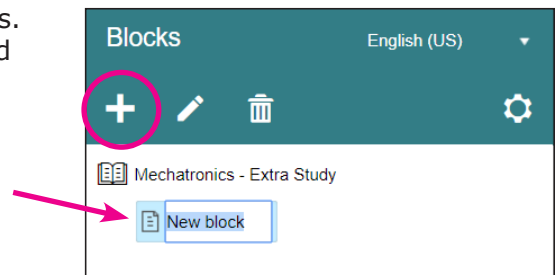 s.
d
Blocks English (US)
Mechatronics - Extra Study
New block